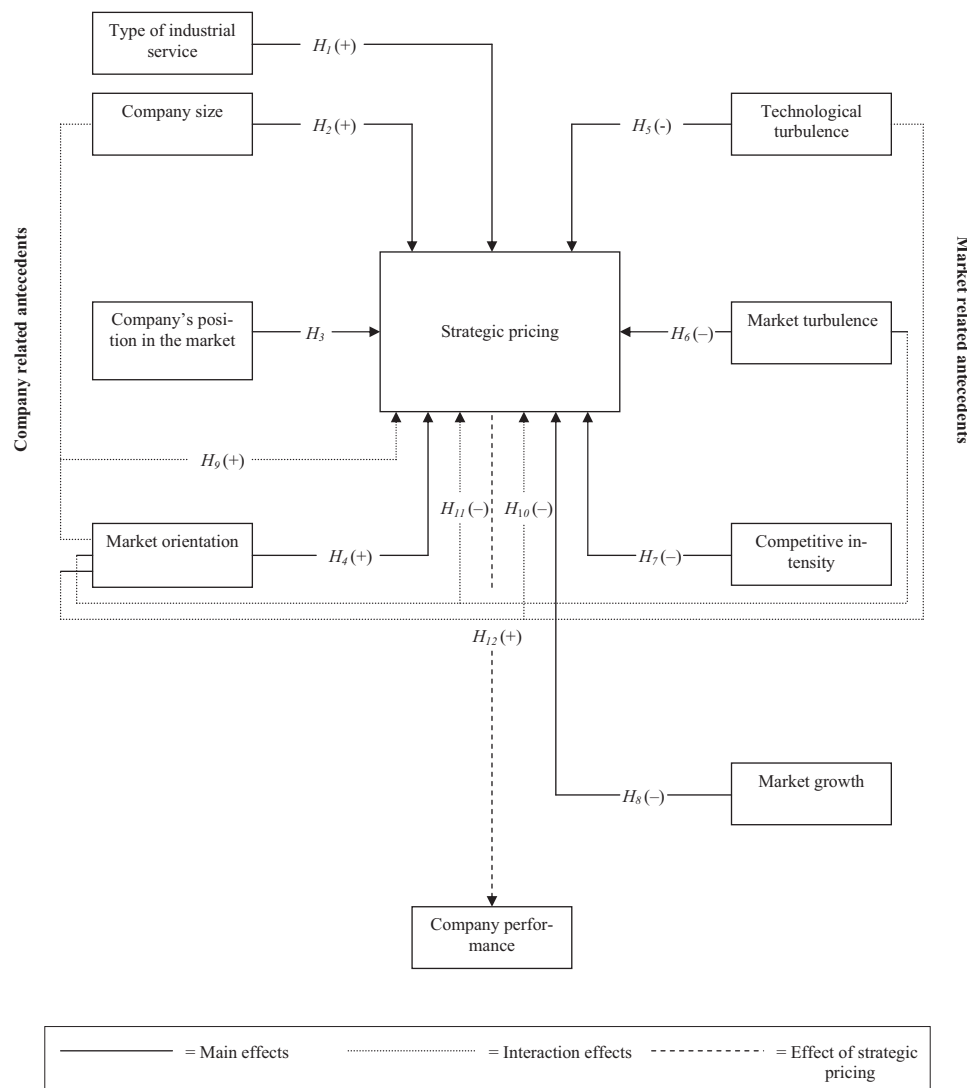 Type of industrial
service
H1 (+)
Company size
H2 (+)
Technological
turbulence
H5 (-)
Company related antecedents
Market related antecedents
Company's posi-
tion in the market
H3
Strategic pricing
H6 (–)
Market turbulence
H9 (+)
H11 (–)
H10 (–)
Market orientation
H4 (+)
H7 (–)
Competitive in-
tensity
H12 (+)
H8 (–)
Market growth
Company perfor-
mance
= Main effects
= Interaction effects
= Effect of strategic
pricing